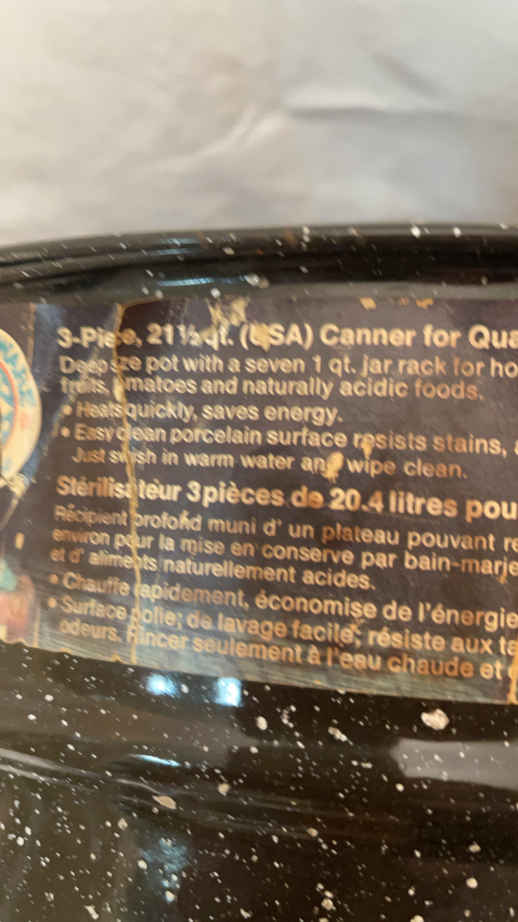 3-Piece, 21½ qt. (USA) Canner for Qua
Deep size pot with a seven 1 qt. jar rack for ho
fruits, tomatoes and naturally acidic foods.
• Heats quickly, saves energy.
• Easy clean porcelain surface resists stains,
Just swish in warm water and wipe clean.
Stérilisateur 3 pièces de 20.4 litres pou
Récipient profond muni d' un plateau pouvant re
environ pour la mise en conserve par bain-marie
et d' aliments naturellement acides.
• Chauffe rapidement, économise de l'énergie
• Surface polie; de lavage facile; résiste aux ta
odeurs. Rincer seulement à l'eau chaude et